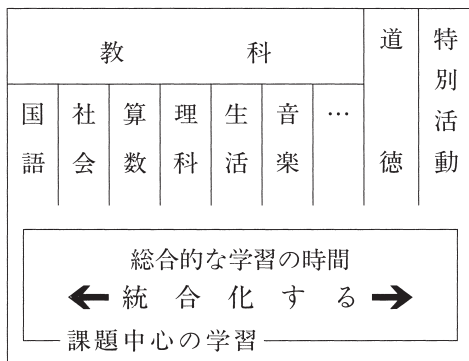 教科
道徳
特別活動
国語
社会
算数
理科
生活
音楽
…
総合的な学習の時間
統合化する
課題中心の学習